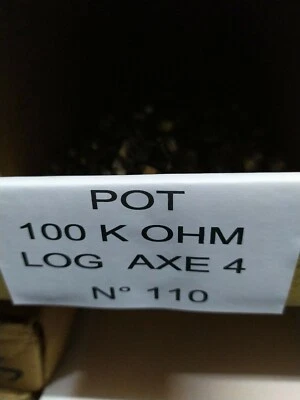 POT
100 K OHM
LOG AXE 4
N° 110